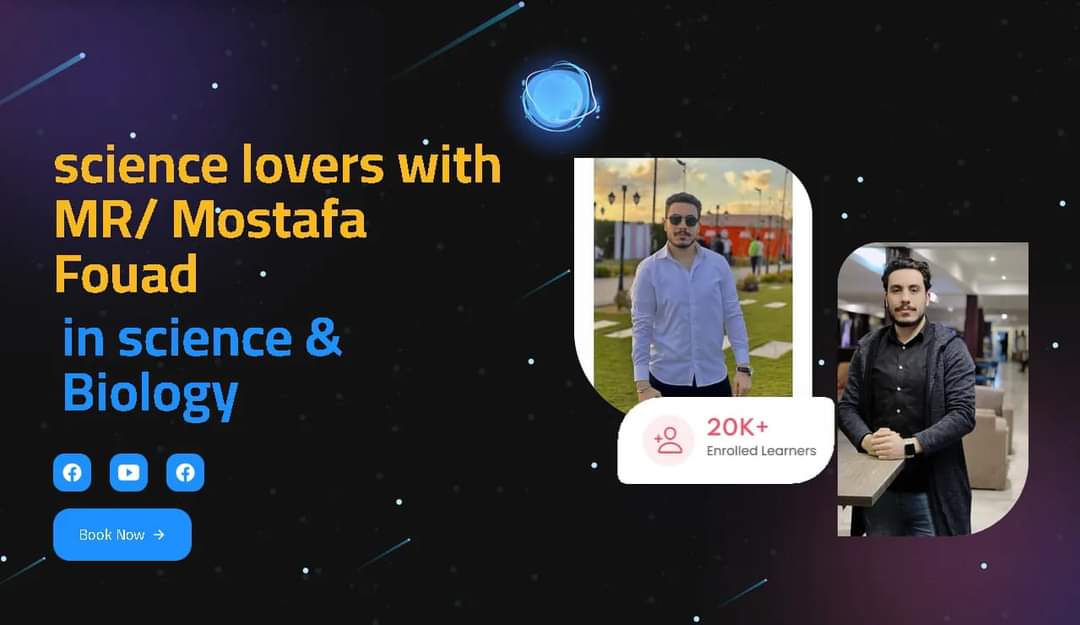 science lovers with
MR/ Mostafa
Fouad
in science &
Biology
Book Now →
20K+
Enrolled Learners